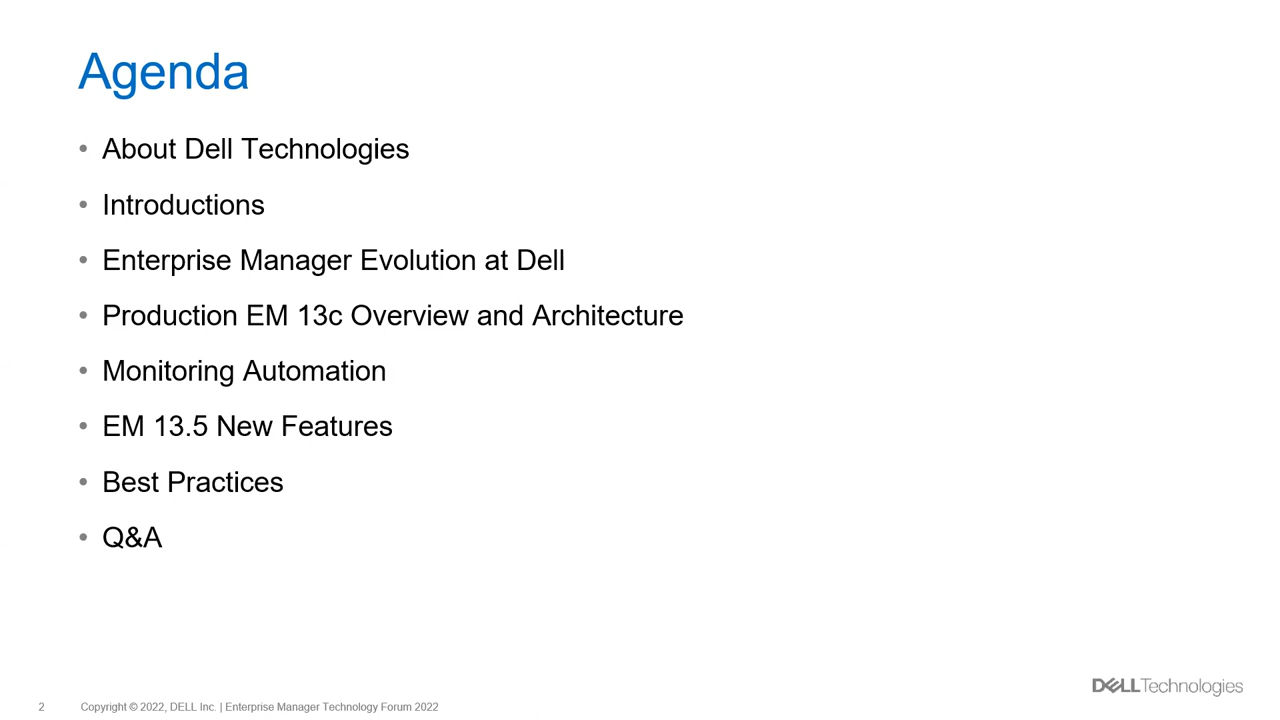 Agenda
• About Dell Technologies
• Introductions
• Enterprise Manager Evolution at Dell
• Production EM 13c Overview and Architecture
• Monitoring Automation
• EM 13.5 New Features
• Best Practices
• Q&A
DELLTechnologies
2 Copyright © 2022, DELL Inc. | Enterprise Manager Technology Forum 2022